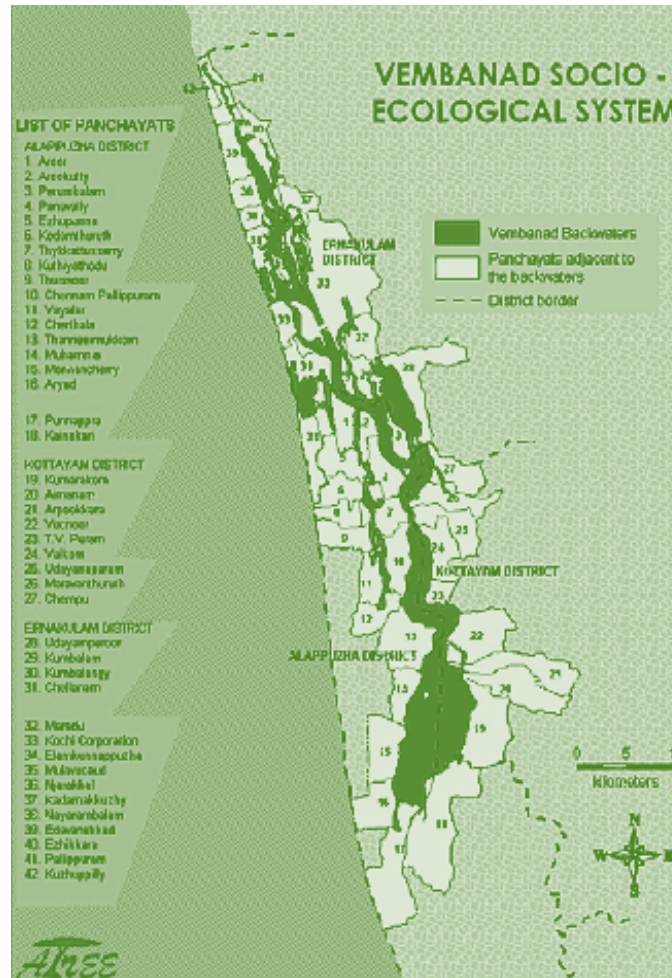 VEMBANAD SOCIO -
ECOLOGICAL SYSTEM
LIST OF PANCHAYATS
ALAPPUZHA DISTRICT
1. Aroor
2. Arookutty
3. Perumbalam
4. Panavally
5. Ezhupunna
6. Kodamthuruth
7. Thykkattussery
8. Kuthiyathodu
9. Thuravoor
10. Chennam Pallippuram
11. Vayalar
12. Cherthala
13. Thanneermukkom
14. Muhamma
15. Mannancherry
16. Aryad
17. Punnappra
18. Kainakari
KOTTAYAM DISTRICT
19. Kumarakom
20. Aimanam
21. Arpookkara
22. Vechoor
23. T.V. Puram
24. Vaikom
25. Udayanapuram
26. Maravanthuruth
27. Chempu
ERNAKULAM DISTRICT
28. Udayamperoor
29. Kumbalam
30. Kumbalangy
31. Chellanam
32. Maradu
33. Kochi Corporation
34. Elamkunnapuzha
35. Mulavucaud
36. Njarakkal
37. Kadamakkuzhy
38. Nayarambalam
39. Edavanakkad
40. Ezhikkara
41. Pallippuram
42. Kuthuppilly
Vembanad Backwaters
Panchayats adjacent to
the backwaters
District border
ERNAKULAM
DISTRICT
KOTTAYAM DISTRICT
ALAPPUZHA DISTRICT
0 5
kilometers
N
W E
S
ATREE